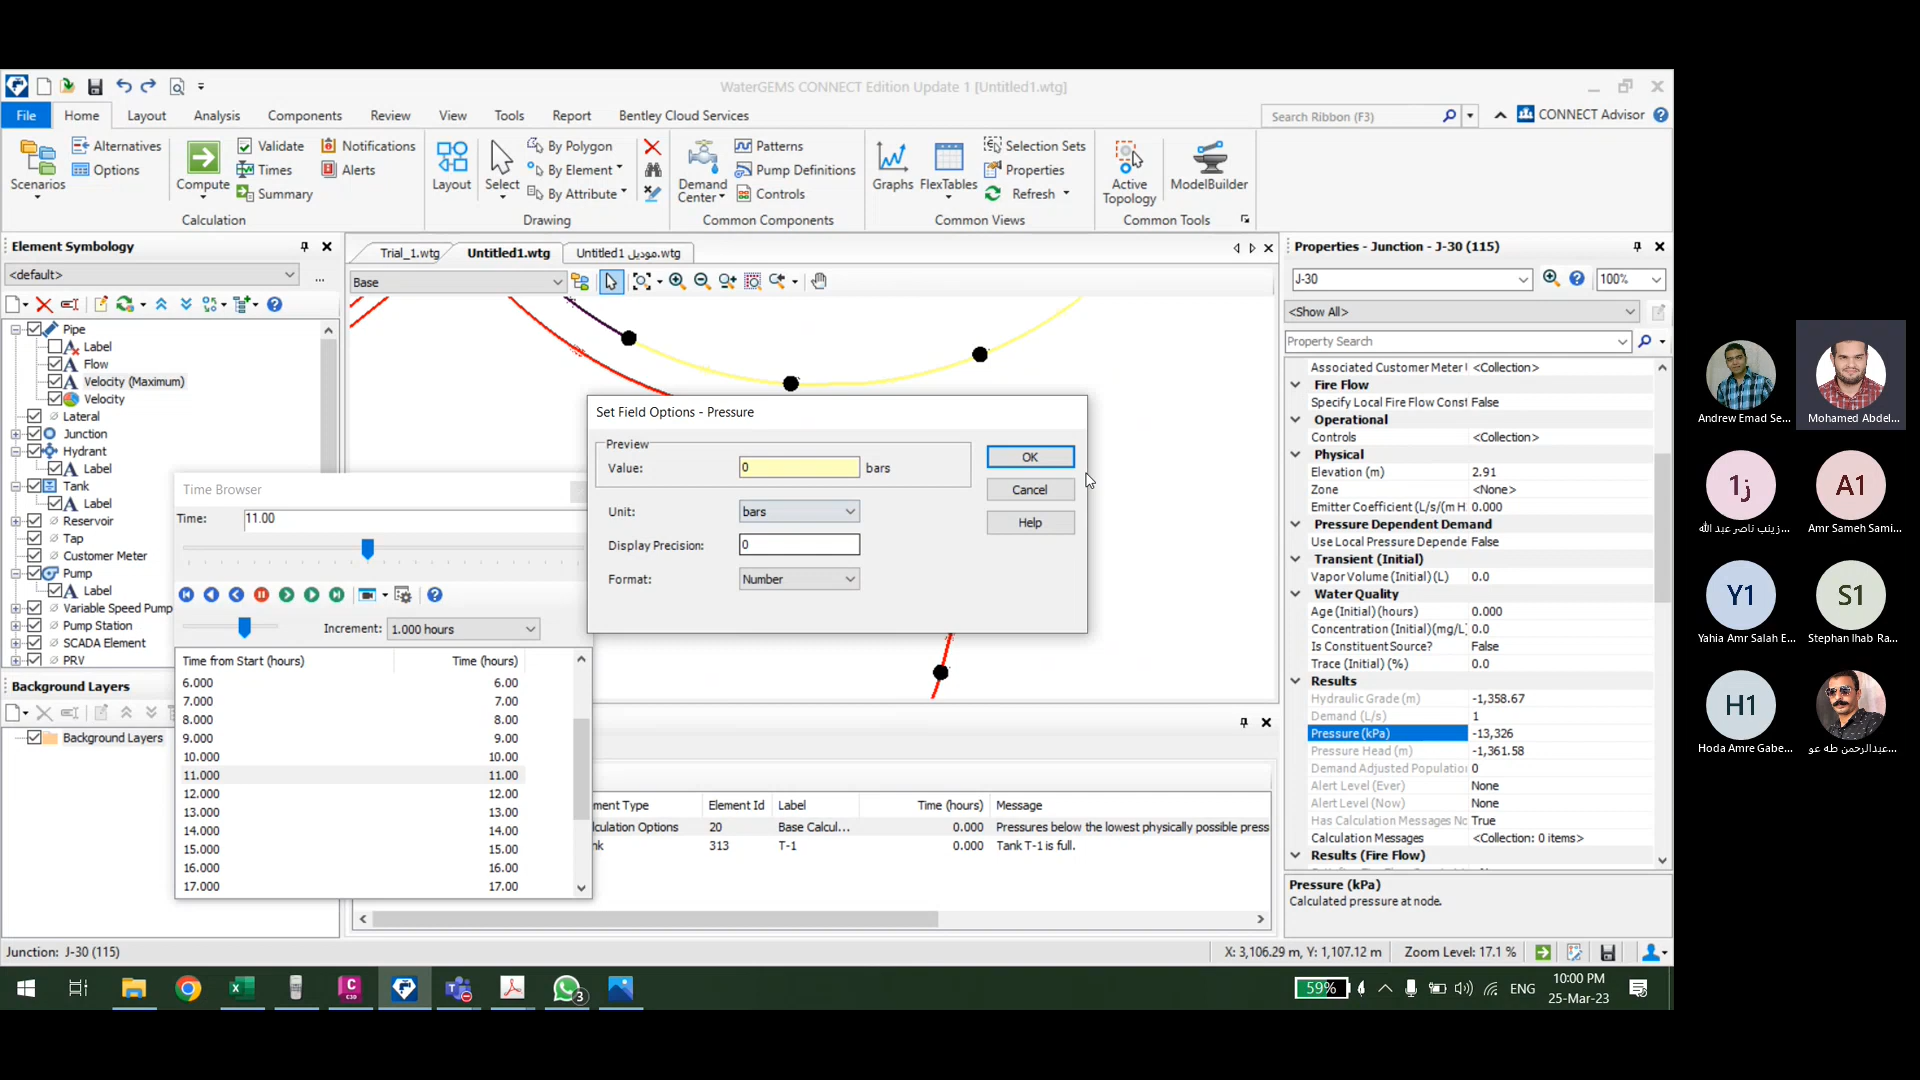 WaterGEMS CONNECT Edition Update 1 [Untitled1.wtg]
File Home Layout Analysis Components Review View Tools Report Bentley Cloud Services
Search Ribbon (F3)
CONNECT Advisor
Scenarios
Alternatives
Options
Compute
Validate
Times
Summary
Notifications
Alerts
Calculation
Layout
Select
By Polygon
By Element
By Attribute
Drawing
Demand Center
Patterns
Pump Definitions
Controls
Common Components
Graphs
FlexTables
Selection Sets
Properties
Refresh
Common Views
Active Topology
ModelBuilder
Common Tools
Element Symbology
<default>
...
Pipe
Label
Flow
Velocity (Maximum)
Velocity
Lateral
Junction
Hydrant
Label
Tank
Label
Reservoir
Tap
Customer Meter
Pump
Label
Variable Speed Pump
Pump Station
SCADA Element
PRV
Background Layers
Background Layers
Trial_1.wtg
Untitled1.wtg
Untitled1 موديل.wtg
Base
Time Browser
Time: 11.00
Increment: 1.000 hours
Time from Start (hours) Time (hours)
6.000 6.00
7.000 7.00
8.000 8.00
9.000 9.00
10.000 10.00
11.000 11.00
12.000 12.00
13.000 13.00
14.000 14.00
15.000 15.00
16.000 16.00
17.000 17.00
Set Field Options - Pressure
Preview
Value: 0 bars
Unit: bars
Display Precision: 0
Format: Number
OK
Cancel
Help
ment Type Element Id Label Time (hours) Message
lculation Options 20 Base Calcul... 0.000 Pressures below the lowest physically possible press
nk 313 T-1 0.000 Tank T-1 is full.
Properties - Junction - J-30 (115)
J-30
100%
<Show All>
Property Search
Associated Customer Meter <Collection>
Fire Flow
Specify Local Fire Flow Const False
Operational
Controls <Collection>
Physical
Elevation (m) 2.91
Zone <None>
Emitter Coefficient (L/s/(m H 0.000
Pressure Dependent Demand
Use Local Pressure Depende False
Transient (Initial)
Vapor Volume (Initial) (L) 0.0
Water Quality
Age (Initial) (hours) 0.000
Concentration (Initial) (mg/L 0.0
Is Constituent Source? False
Trace (Initial) (%) 0.0
Results
Hydraulic Grade (m) -1,358.67
Demand (L/s) 1
Pressure (kPa) -13,326
Pressure Head (m) -1,361.58
Demand Adjusted Populatio 0
Alert Level (Ever) None
Alert Level (Now) None
Has Calculation Messages No True
Calculation Messages <Collection: 0 items>
Results (Fire Flow)
Pressure (kPa)
Calculated pressure at node.
Junction: J-30 (115)
X: 3,106.29 m, Y: 1,107.12 m
Zoom Level: 17.1 %
C
C3D
3
59%
ENG
10:00 PM
25-Mar-23
Andrew Emad Se...
Mohamed Abdel...
ز1
زينب ناصر عبد الله...
A1
Amr Sameh Sami...
Y1
Yahia Amr Salah E...
S1
Stephan Ihab Ra...
H1
Hoda Amre Gabe...
عبدالرحمن طه عو...